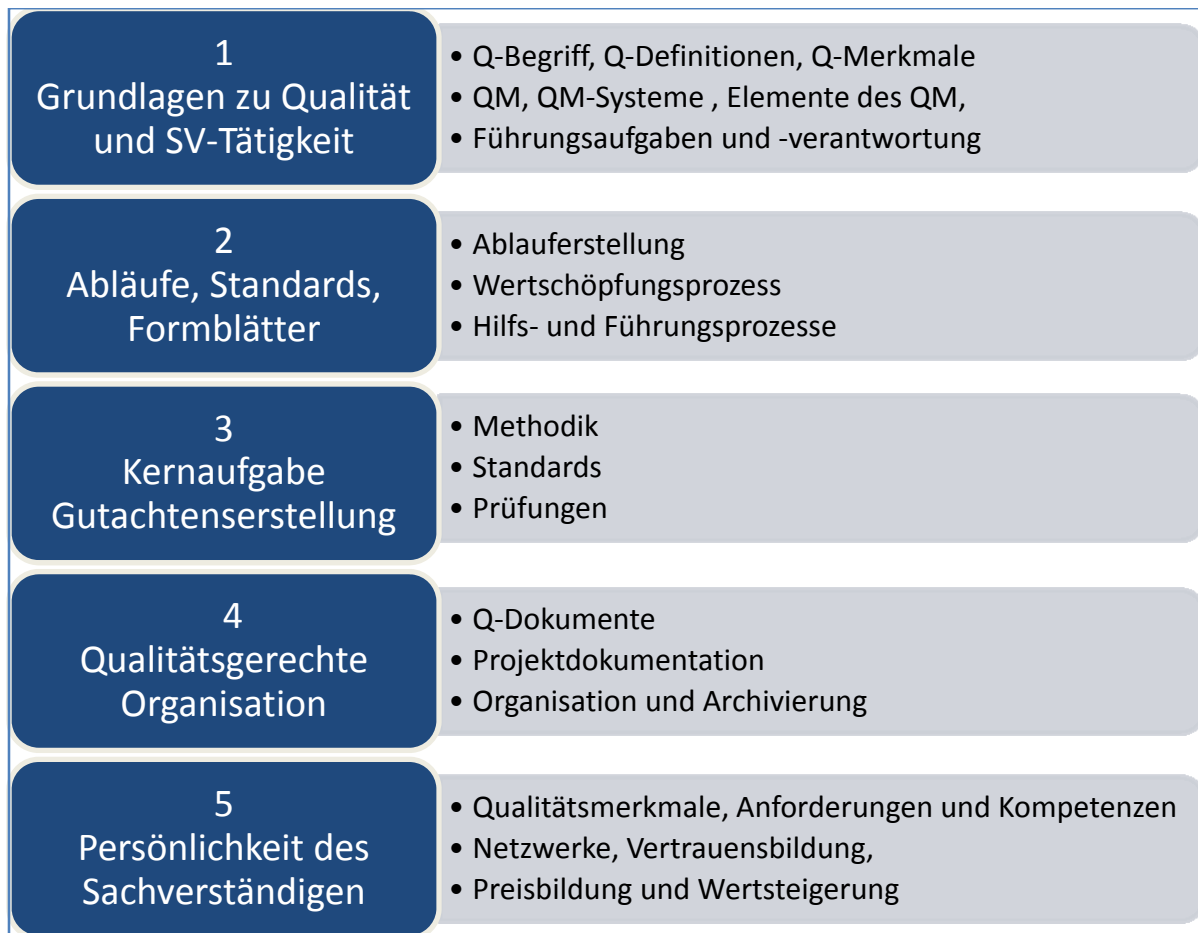 1
Grundlagen zu Qualität
und SV-Tätigkeit
• Q-Begriff, Q-Definitionen, Q-Merkmale
• QM, QM-Systeme , Elemente des QM,
• Führungsaufgaben und -verantwortung
2
Abläufe, Standards,
Formblätter
• Ablauferstellung
• Wertschöpfungsprozess
• Hilfs- und Führungsprozesse
3
Kernaufgabe
Gutachtenserstellung
• Methodik
• Standards
• Prüfungen
4
Qualitätsgerechte
Organisation
• Q-Dokumente
• Projektdokumentation
• Organisation und Archivierung
5
Persönlichkeit des
Sachverständigen
• Qualitätsmerkmale, Anforderungen und Kompetenzen
• Netzwerke, Vertrauensbildung,
• Preisbildung und Wertsteigerung